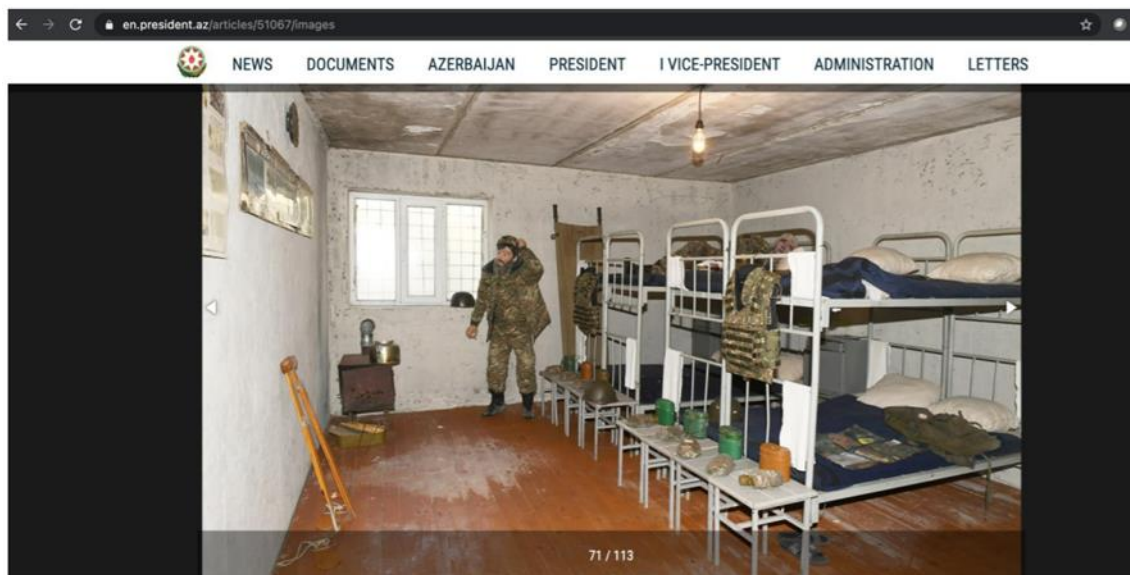 en.president.az/articles/51067/images
NEWS DOCUMENTS AZERBAIJAN PRESIDENT I VICE-PRESIDENT ADMINISTRATION LETTERS
71 / 113